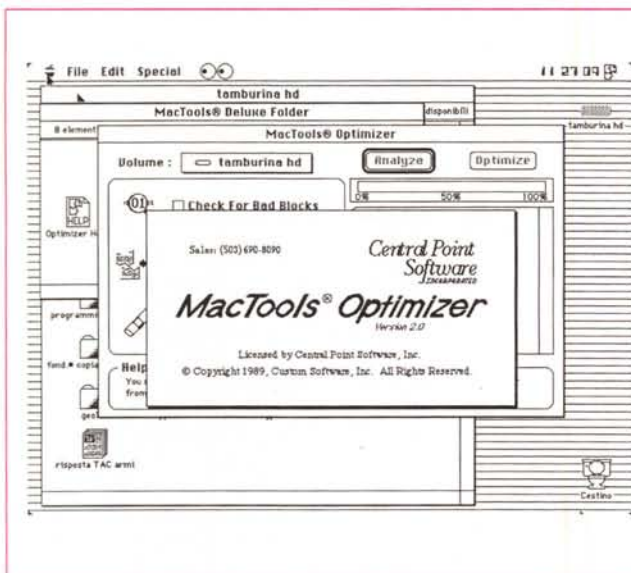 File Edit Special
11 27 09
tamburina hd
MacTools® Deluxe Folder
disponibili
8 element
tamburina hd
MacTools® Optimizer
Volume : tamburina hd
Analyze
Optimize
0% 50% 100%
Check For Bad Blocks
HELP
Optimizer H
Sales: (503) 690-8090
Central Point
Software
INCORPORATED
MacTools® Optimizer
Version 2.0
Licensed by Central Point Software, Inc.
© Copyright 1989, Custom Software, Inc. All Rights Reserved.
programmi
Help
You
from
risposta TAC armi
Cestino